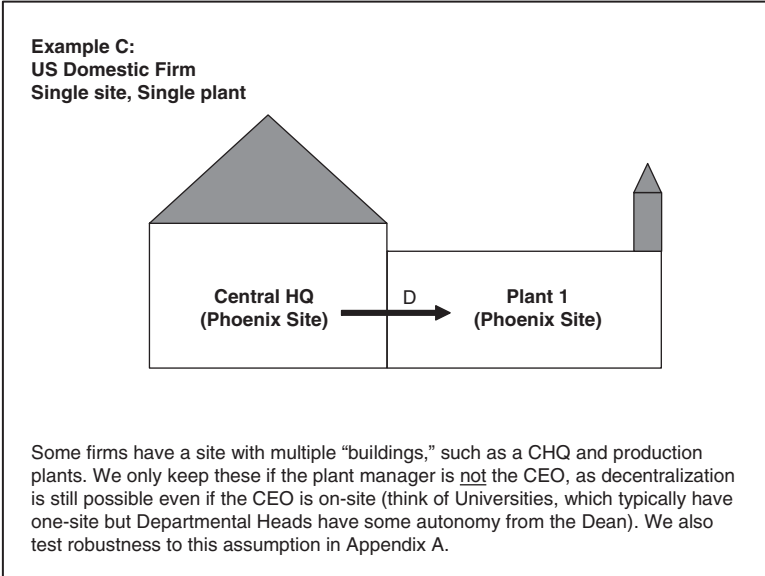 Example C:
US Domestic Firm
Single site, Single plant
Central HQ
(Phoenix Site)
D
Plant 1
(Phoenix Site)
Some firms have a site with multiple “buildings,” such as a CHQ and production
plants. We only keep these if the plant manager is not the CEO, as decentralization
is still possible even if the CEO is on-site (think of Universities, which typically have
one-site but Departmental Heads have some autonomy from the Dean). We also
test robustness to this assumption in Appendix A.